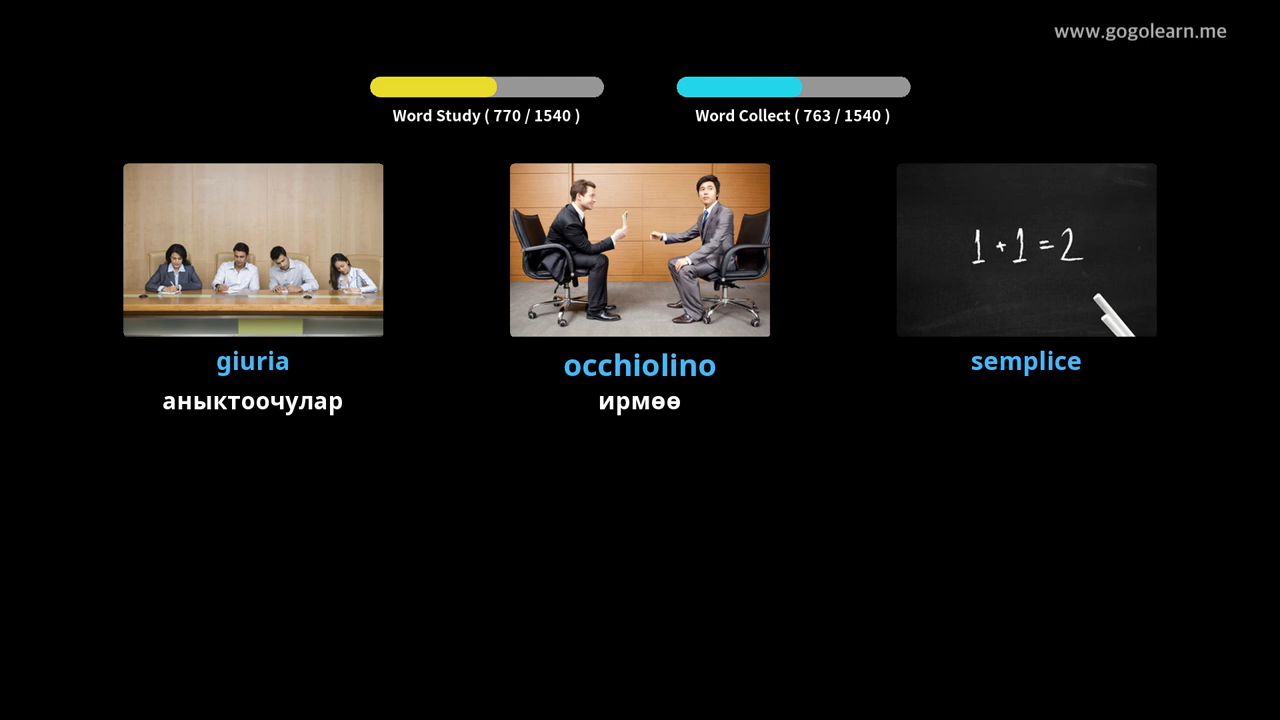 www.gogolearn.me
Word Study ( 770 / 1540 )
Word Collect ( 763 / 1540 )
1 + 1 = 2
giuria
occhiolino
semplice
аныктоочулар
ирмөө